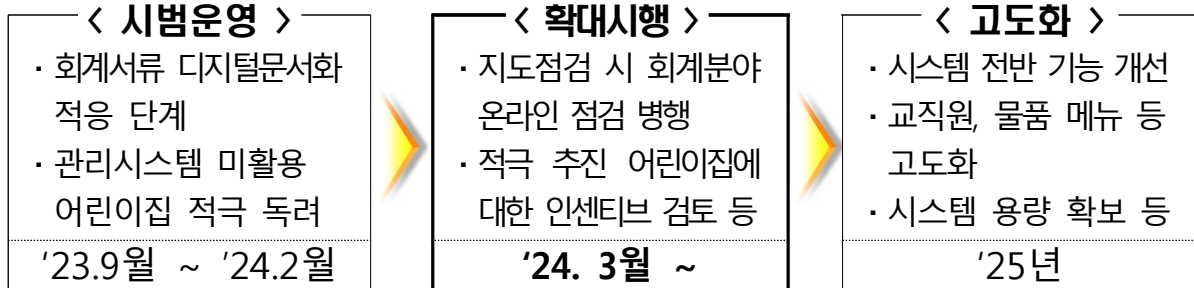 < 시범운영 >
· 회계서류 디지털문서화
적응 단계
· 관리시스템 미활용
어린이집 적극 독려
'23.9월 ~ '24.2월
< 확대시행 >
· 지도점검 시 회계분야
온라인 점검 병행
· 적극 추진 어린이집에
대한 인센티브 검토 등
‘24. 3월 ~
< 고도화 >
· 시스템 전반 기능 개선
· 교직원, 물품 메뉴 등
고도화
· 시스템 용량 확보 등
'25년